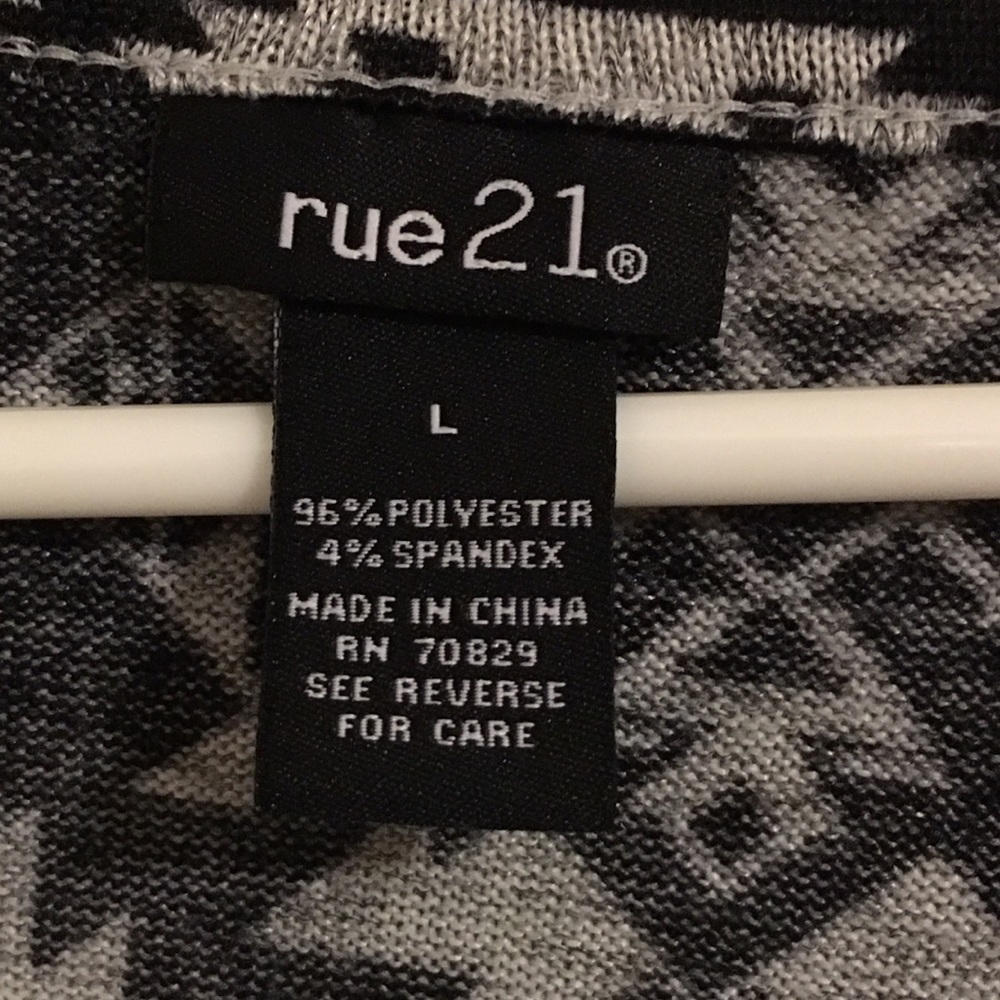 rue21®
L
96% POLYESTER
4% SPANDEX
MADE IN CHINA
RN 70829
SEE REVERSE
FOR CARE